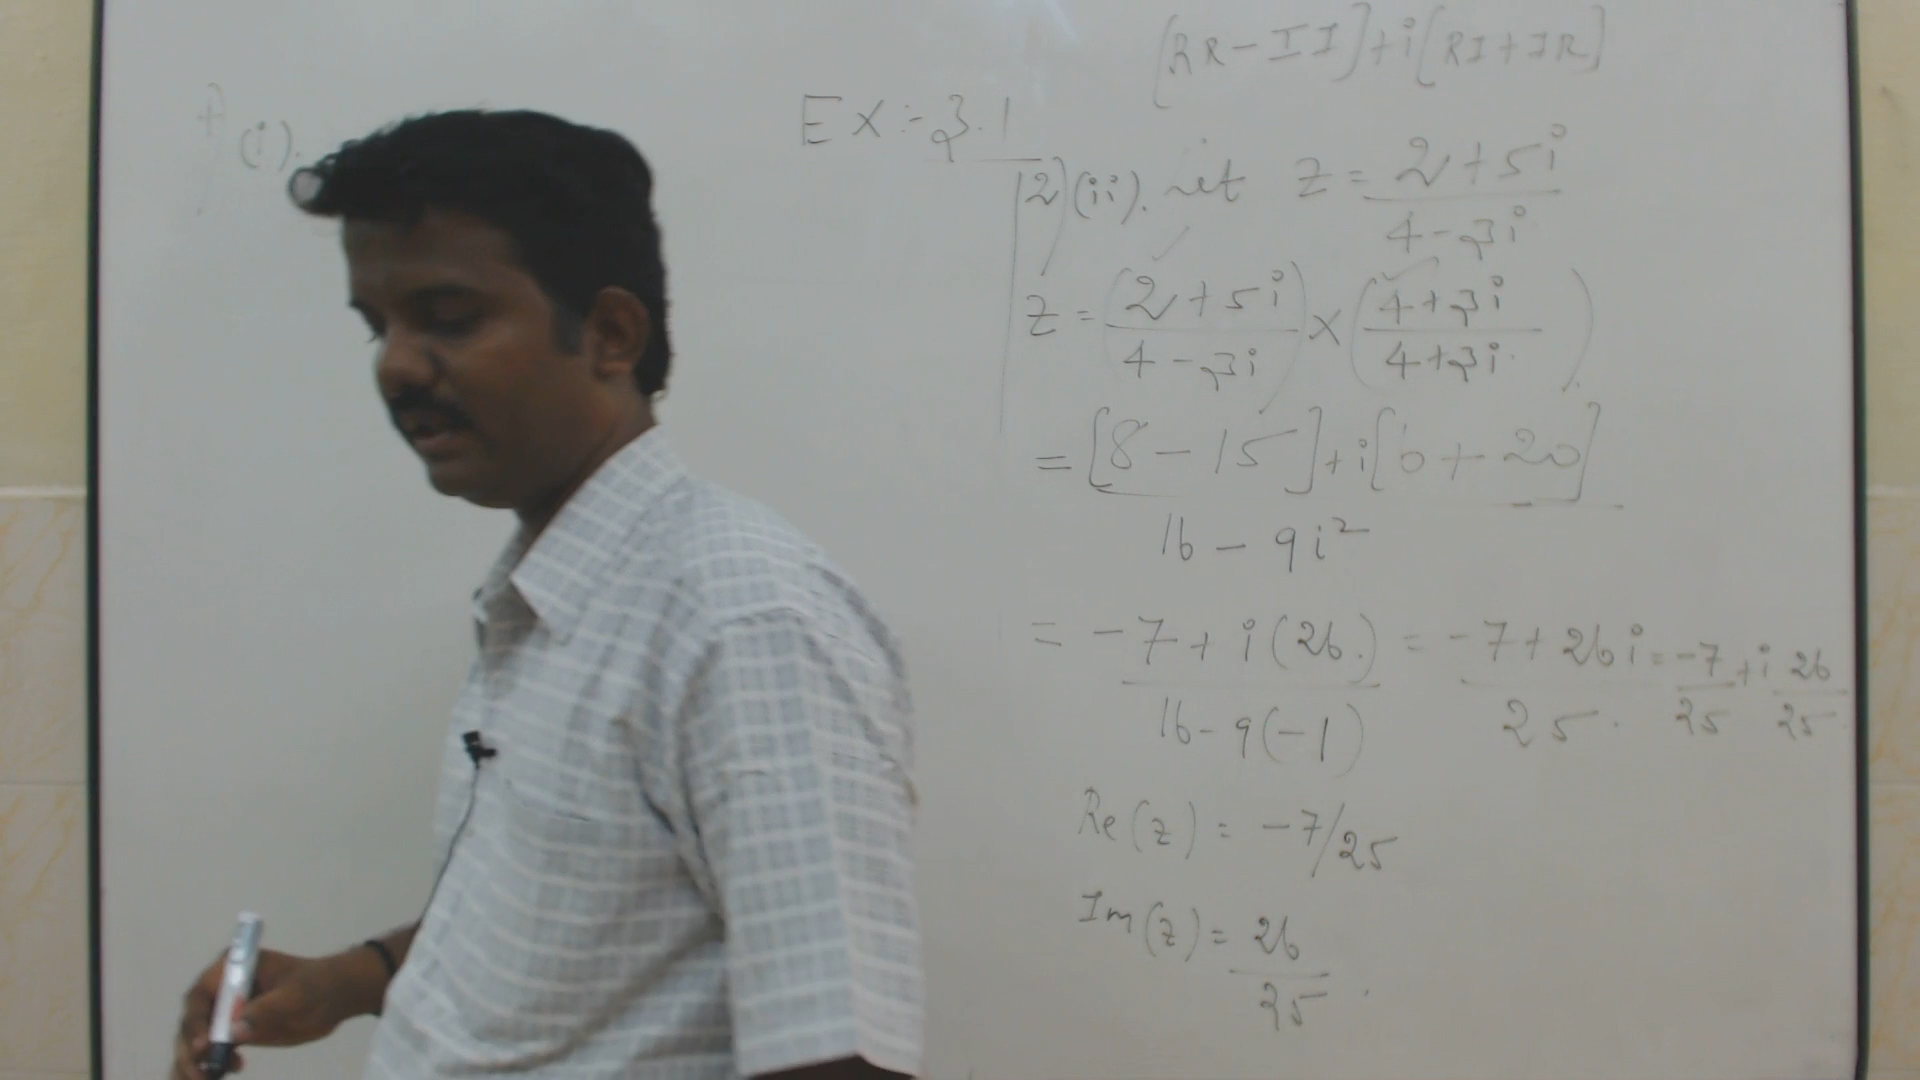 [RR-II]+i[RI+IR]
Ex:-3.1
(i).
2)(ii). Let z = 2+5i / 4-3i
z = (2+5i / 4-3i) × (4+3i / 4+3i)
= [8-15]+i[6+20] / 16-9i²
= -7+i(26.) / 16-9(-1) = -7+26i / 25. = -7/25 + i 26/25
Re(z) = -7/25
Im(z) = 26/25.